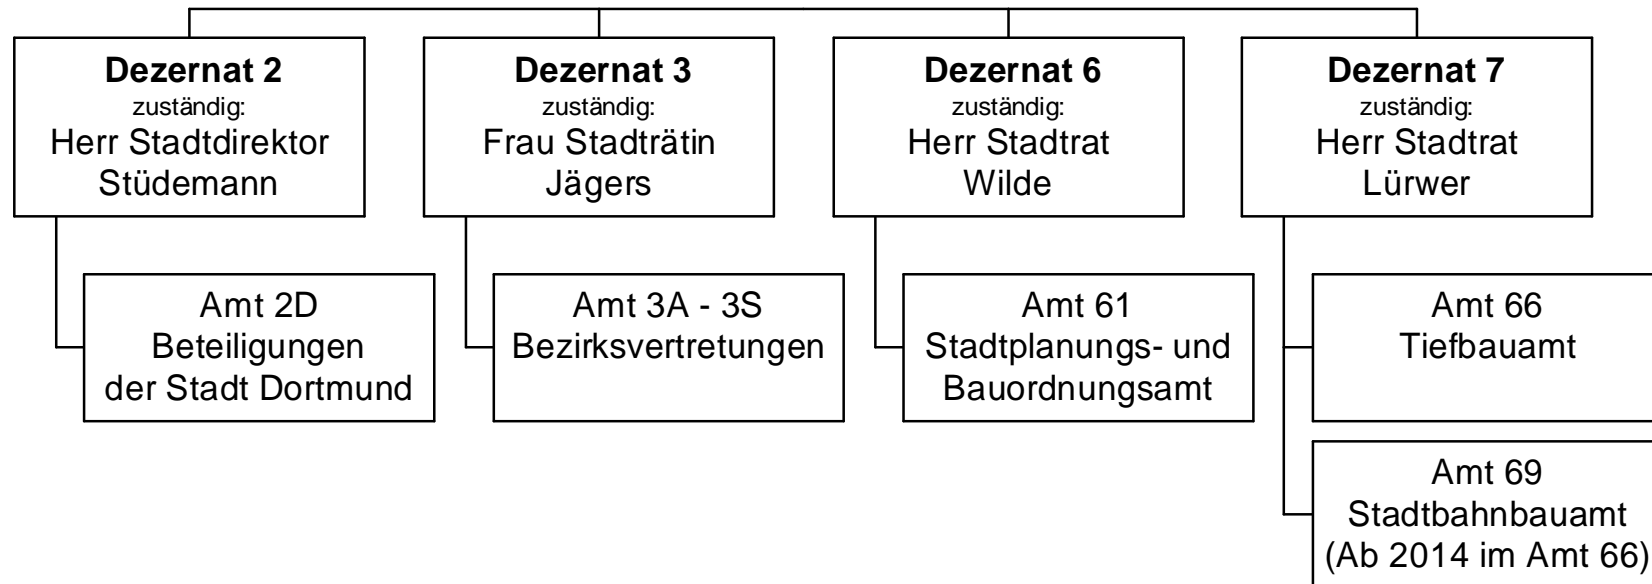 Dezernat 2
zuständig:
Herr Stadtdirektor
Stüdemann
Dezernat 3
zuständig:
Frau Stadträtin
Jägers
Dezernat 6
zuständig:
Herr Stadtrat
Wilde
Dezernat 7
zuständig:
Herr Stadtrat
Lürwer
Amt 2D
Beteiligungen
der Stadt Dortmund
Amt 3A - 3S
Bezirksvertretungen
Amt 61
Stadtplanungs- und
Bauordnungsamt
Amt 66
Tiefbauamt
Amt 69
Stadtbahnbauamt
(Ab 2014 im Amt 66)